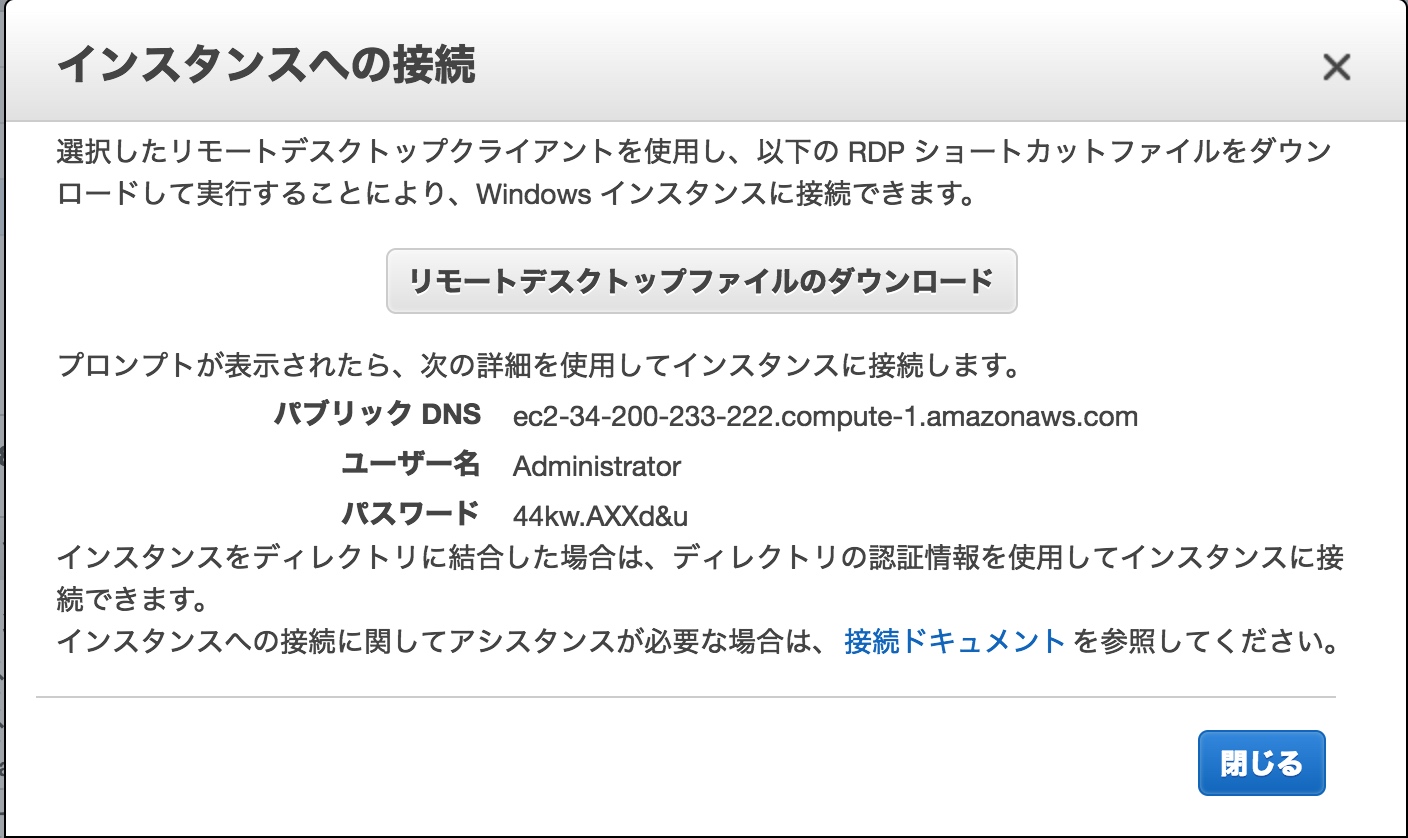 インスタンスへの接続
選択したリモートデスクトップクライアントを使用し、以下の RDP ショートカットファイルをダウン
ロードして実行することにより、Windows インスタンスに接続できます。
リモートデスクトップファイルのダウンロード
プロンプトが表示されたら、次の詳細を使用してインスタンスに接続します。
パブリック DNS ec2-34-200-233-222.compute-1.amazonaws.com
ユーザー名 Administrator
パスワード 44kw.AXXd&u
インスタンスをディレクトリに結合した場合は、ディレクトリの認証情報を使用してインスタンスに接
続できます。
インスタンスへの接続に関してアシスタンスが必要な場合は、 接続ドキュメント を参照してください。
閉じる